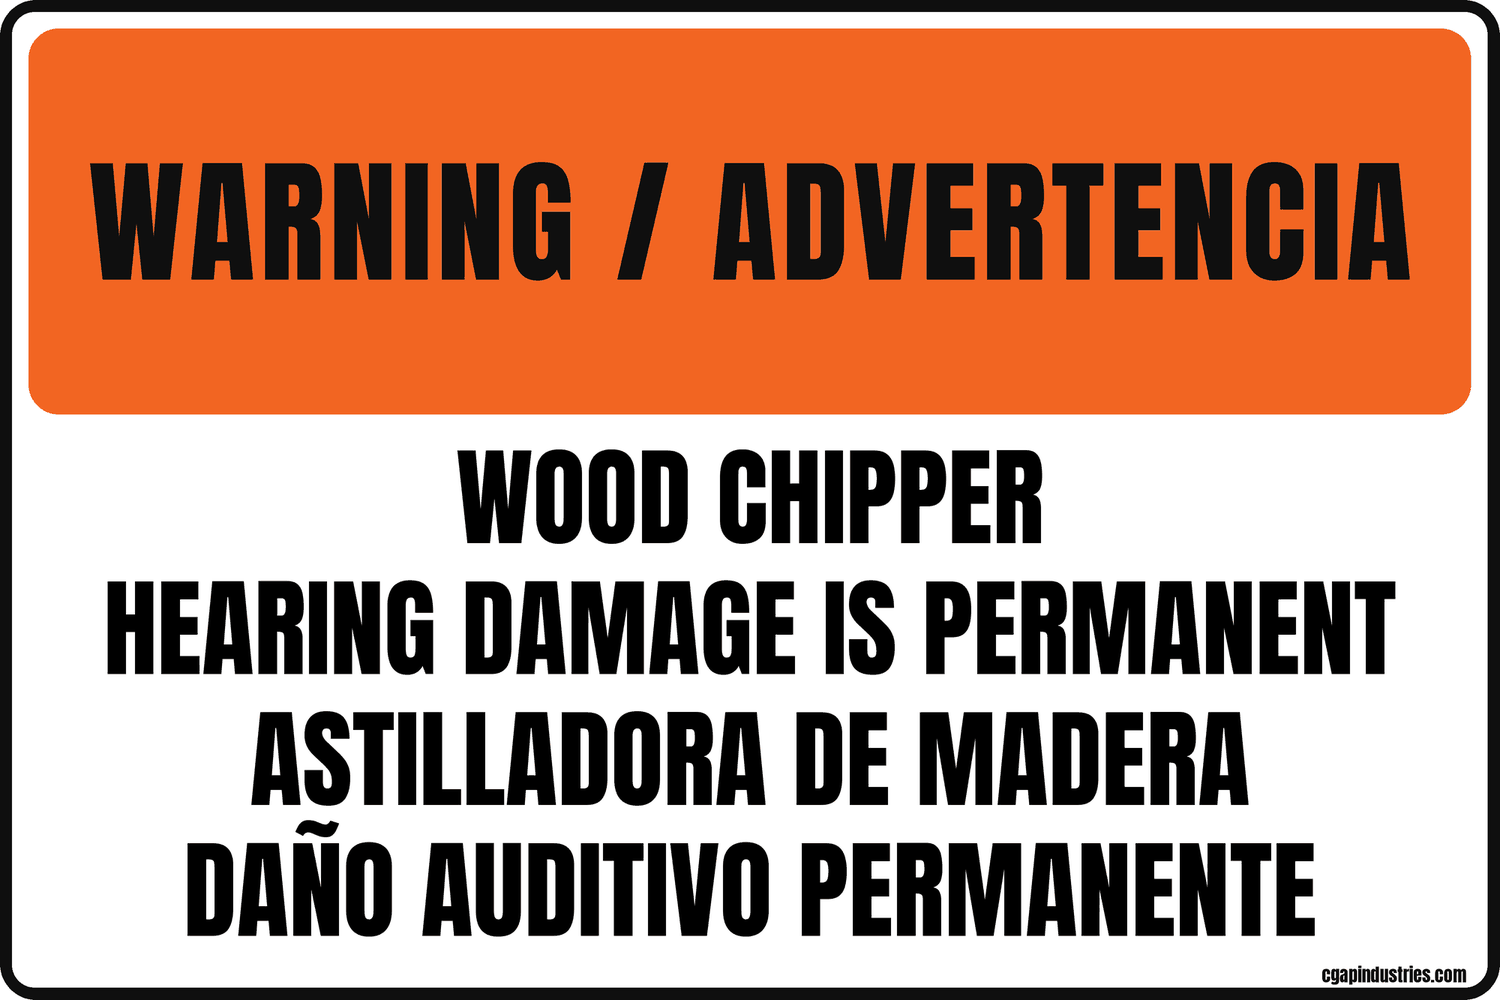 WARNING / ADVERTENCIA
WOOD CHIPPER
HEARING DAMAGE IS PERMANENT
ASTILLADORA DE MADERA
DAÑO AUDITIVO PERMANENTE
cgapindustries.com